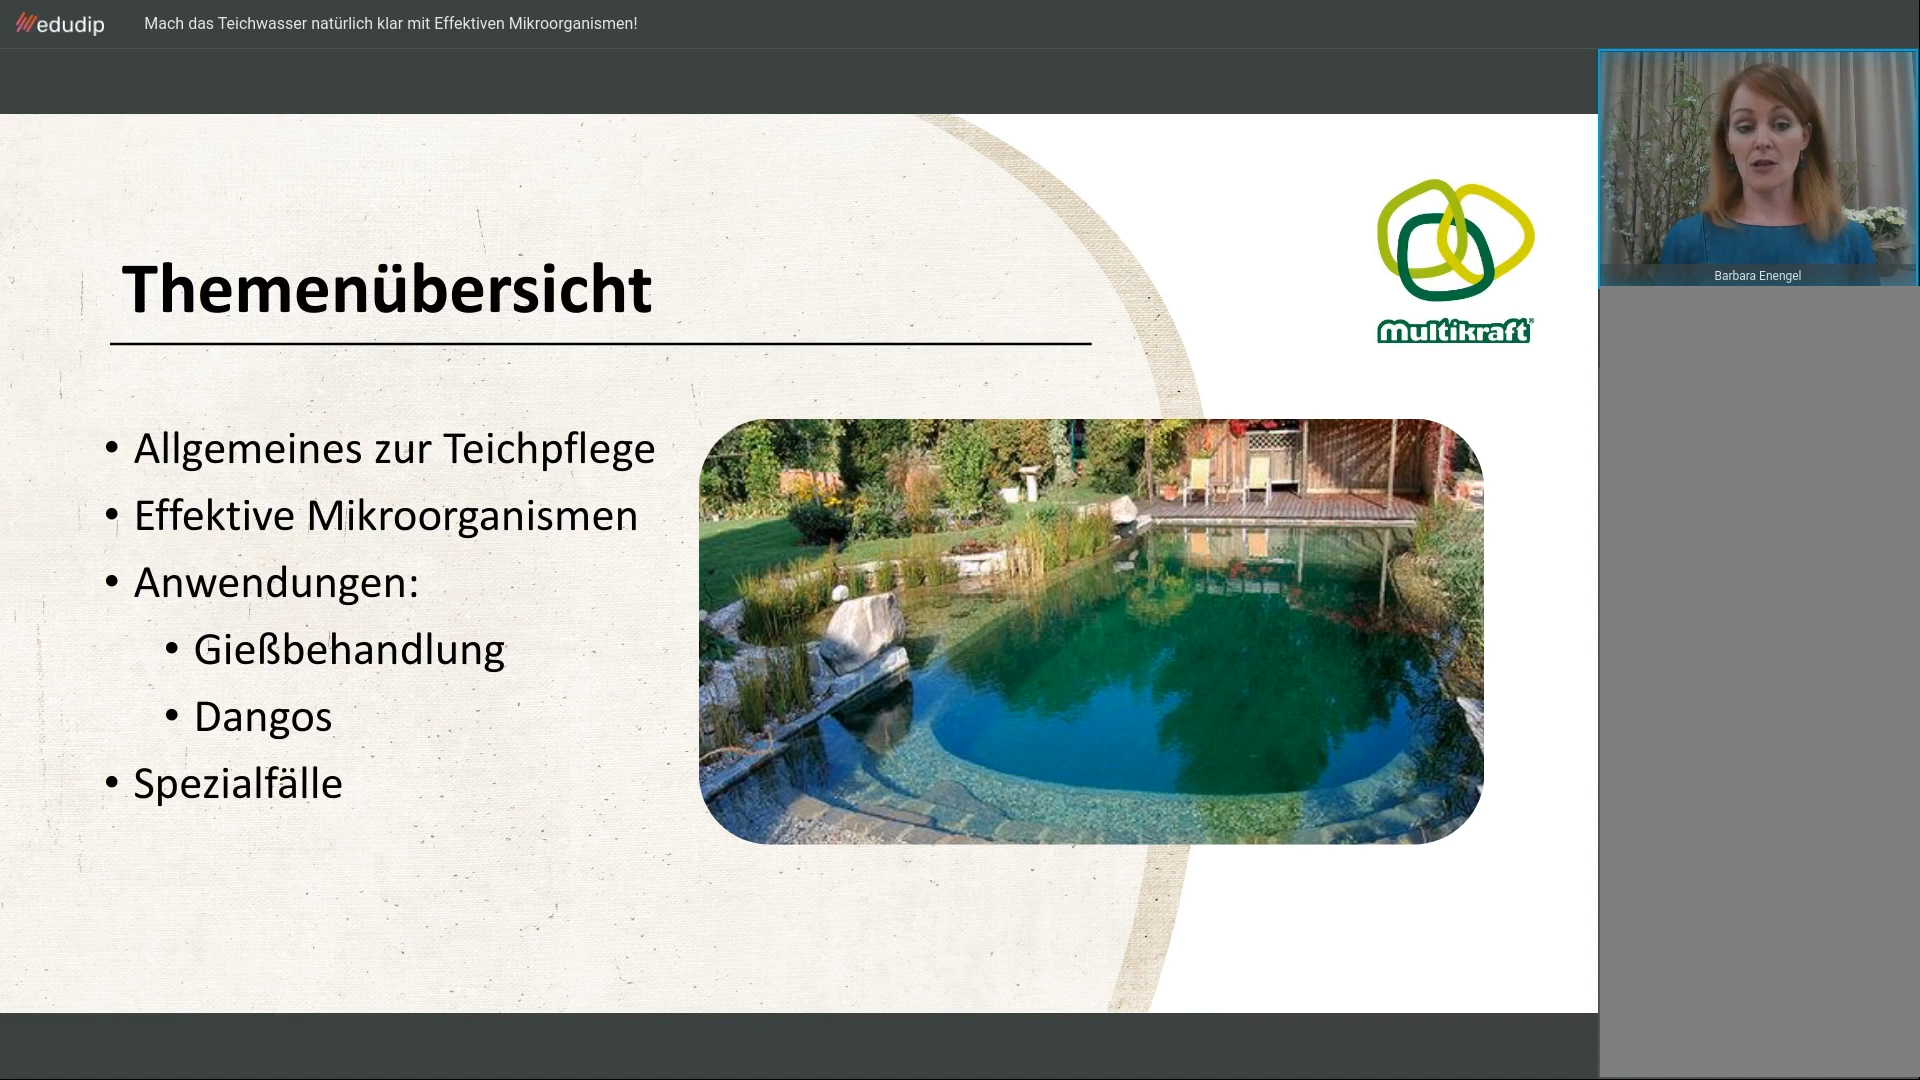 edudip
Mach das Teichwasser natürlich klar mit Effektiven Mikroorganismen!
Barbara Enengel
multikraft®
Themenübersicht
• Allgemeines zur Teichpflege
• Effektive Mikroorganismen
• Anwendungen:
• Gießbehandlung
• Dangos
• Spezialfälle